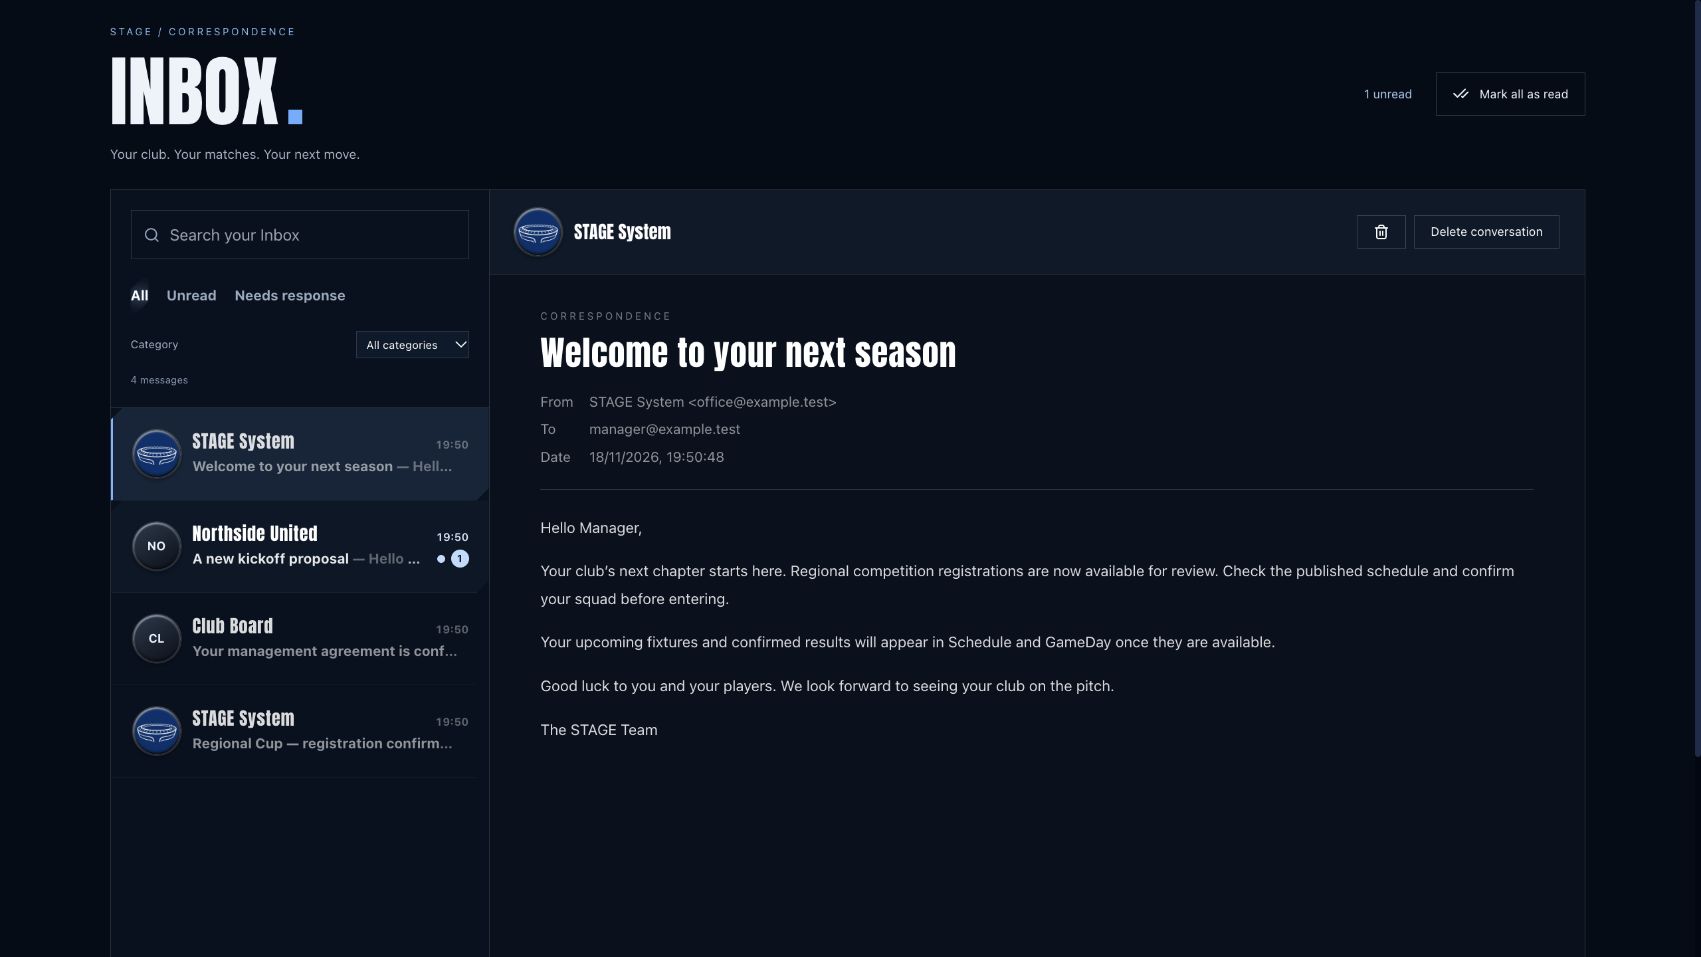 STAGE / CORRESPONDENCE
INBOX.
Your club. Your matches. Your next move.
1 unread
Mark all as read
Search your Inbox
All Unread Needs response
Category
All categories
4 messages
STAGE System
19:50
Welcome to your next season — Hell...
NO
Northside United
19:50
A new kickoff proposal — Hello ...
1
CL
Club Board
19:50
Your management agreement is conf...
STAGE System
19:50
Regional Cup — registration confirm...
STAGE System
Delete conversation
CORRESPONDENCE
Welcome to your next season
From STAGE System <office@example.test>
To manager@example.test
Date 18/11/2026, 19:50:48
Hello Manager,
Your club's next chapter starts here. Regional competition registrations are now available for review. Check the published schedule and confirm
your squad before entering.
Your upcoming fixtures and confirmed results will appear in Schedule and GameDay once they are available.
Good luck to you and your players. We look forward to seeing your club on the pitch.
The STAGE Team